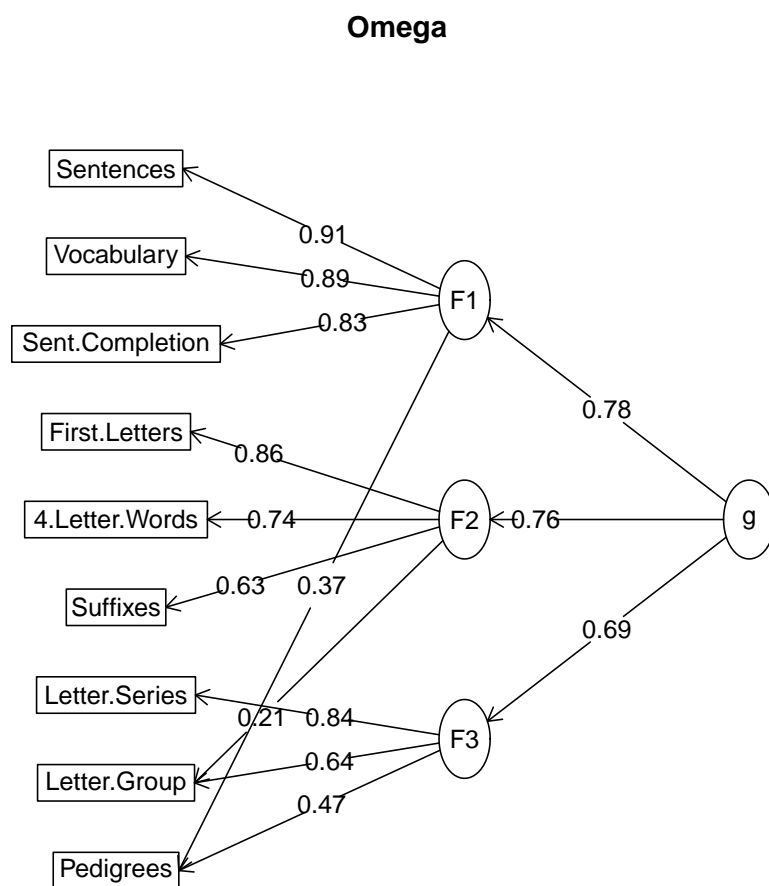 Omega
Sentences
0.91
Vocabulary
0.89
F1
Sent.Completion
0.83
0.78
First.Letters
0.86
4.Letter.Words
0.74
F2
0.76
g
Suffixes
0.63
0.37
0.69
Letter.Series
0.21
0.84
F3
Letter.Group
0.64
0.47
Pedigrees